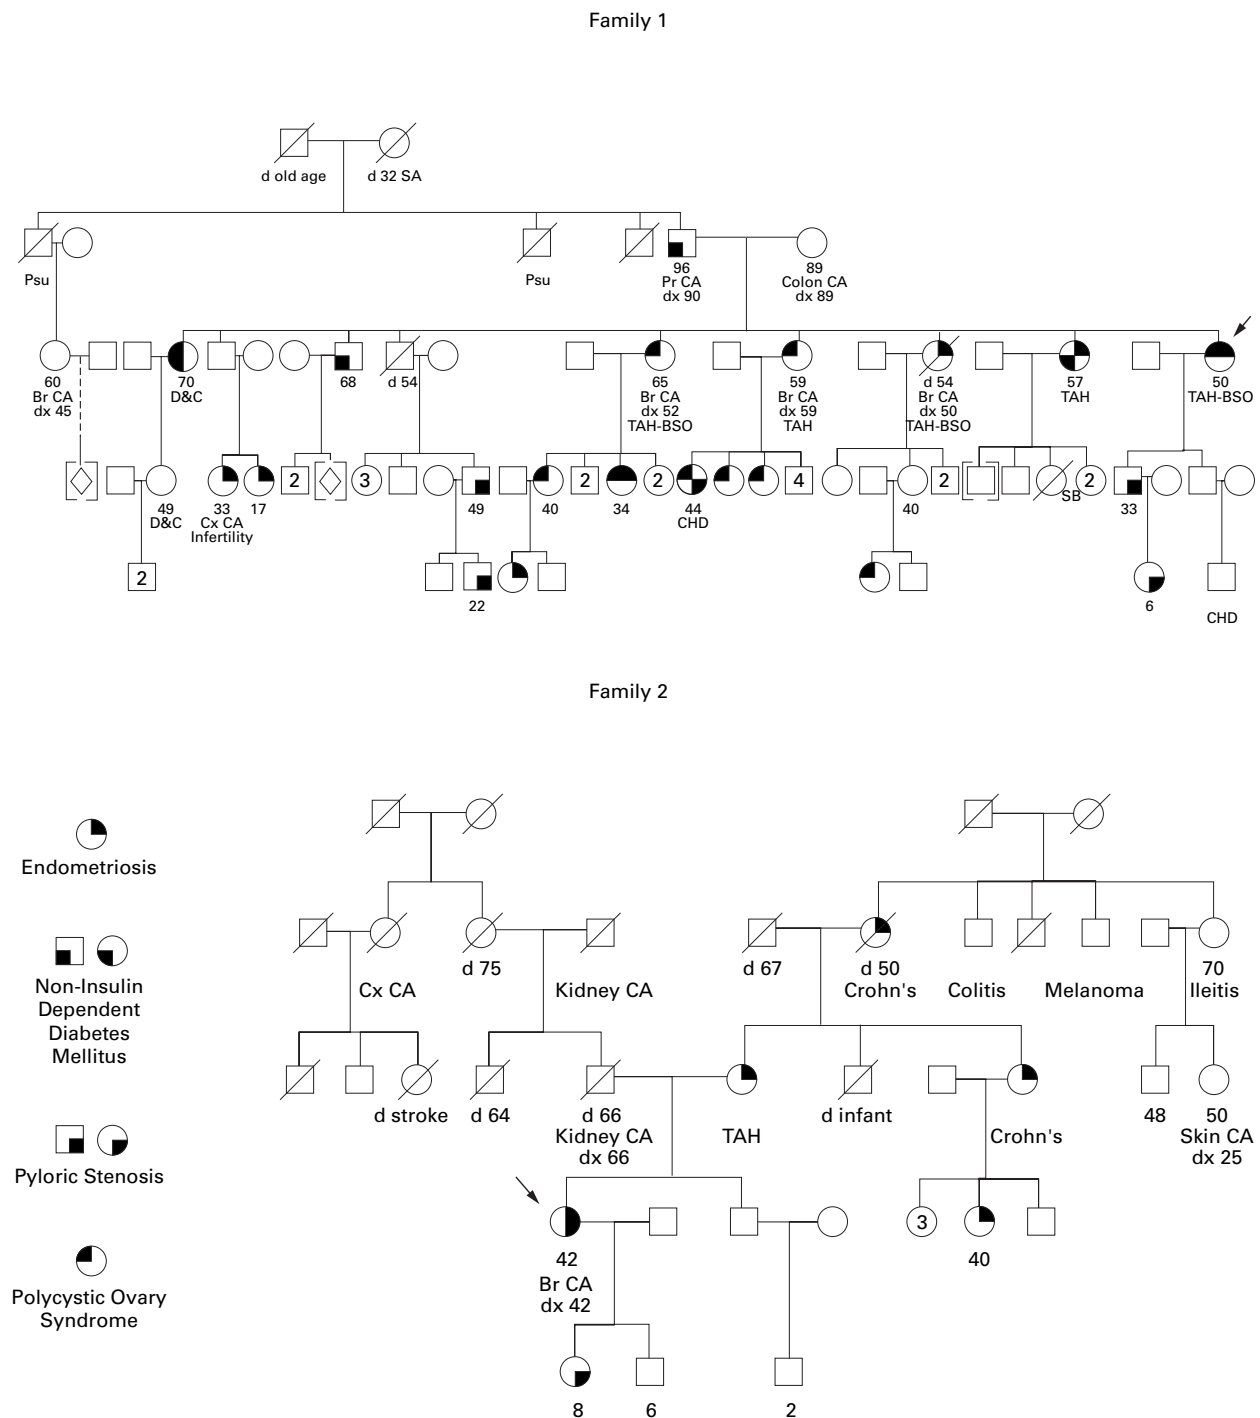 Family 1
d old age
d 32 SA
Psu
Psu
96
Pr CA
dx 90
89
Colon CA
dx 89
60
Br CA
dx 45
70
D&C
68
d 54
65
Br CA
dx 52
TAH-BSO
59
Br CA
dx 59
TAH
d 54
Br CA
dx 50
TAH-BSO
57
TAH
50
TAH-BSO
49
D&C
33
Cx CA
Infertility
17
2
3
49
40
2
34
2
44
CHD
4
40
2
SB
2
33
2
22
6
CHD
Family 2
Endometriosis
Non-Insulin
Dependent
Diabetes
Mellitus
Pyloric Stenosis
Polycystic Ovary
Syndrome
Cx CA
d 75
Kidney CA
d 67
d 50
Crohn's
Colitis
Melanoma
70
Ileitis
d stroke
d 64
d 66
Kidney CA
dx 66
TAH
d infant
Crohn's
48
50
Skin CA
dx 25
42
Br CA
dx 42
3
40
8
6
2